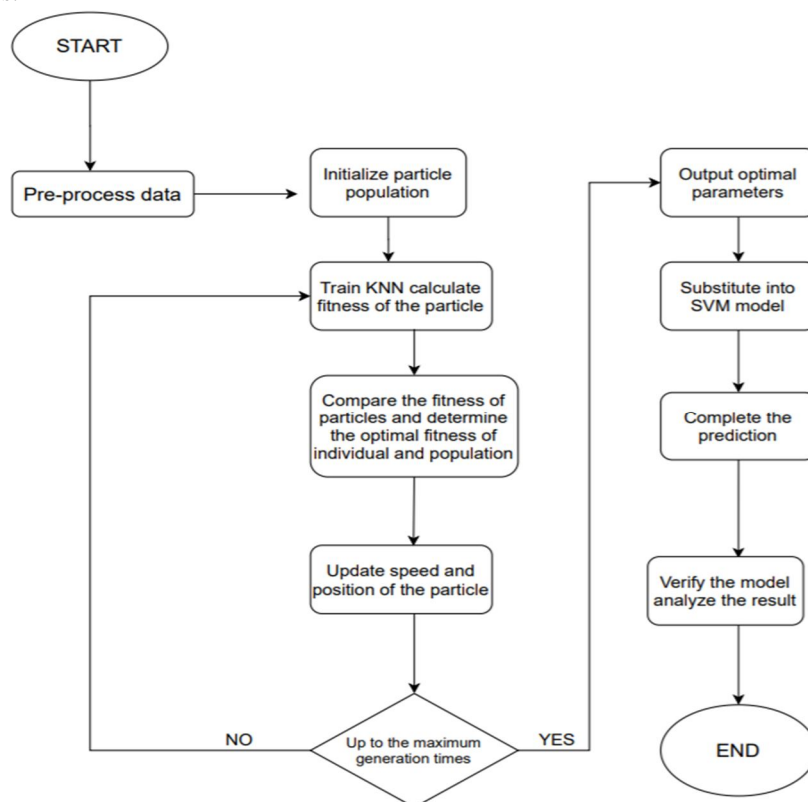 START
Pre-process data
Initialize particle
population
Train KNN calculate
fitness of the particle
Compare the fitness of
particles and determine
the optimal fitness of
individual and population
Update speed and
position of the particle
Up to the maximum
generation times
NO
YES
Output optimal
parameters
Substitute into
SVM model
Complete the
prediction
Verify the model
analyze the result
END